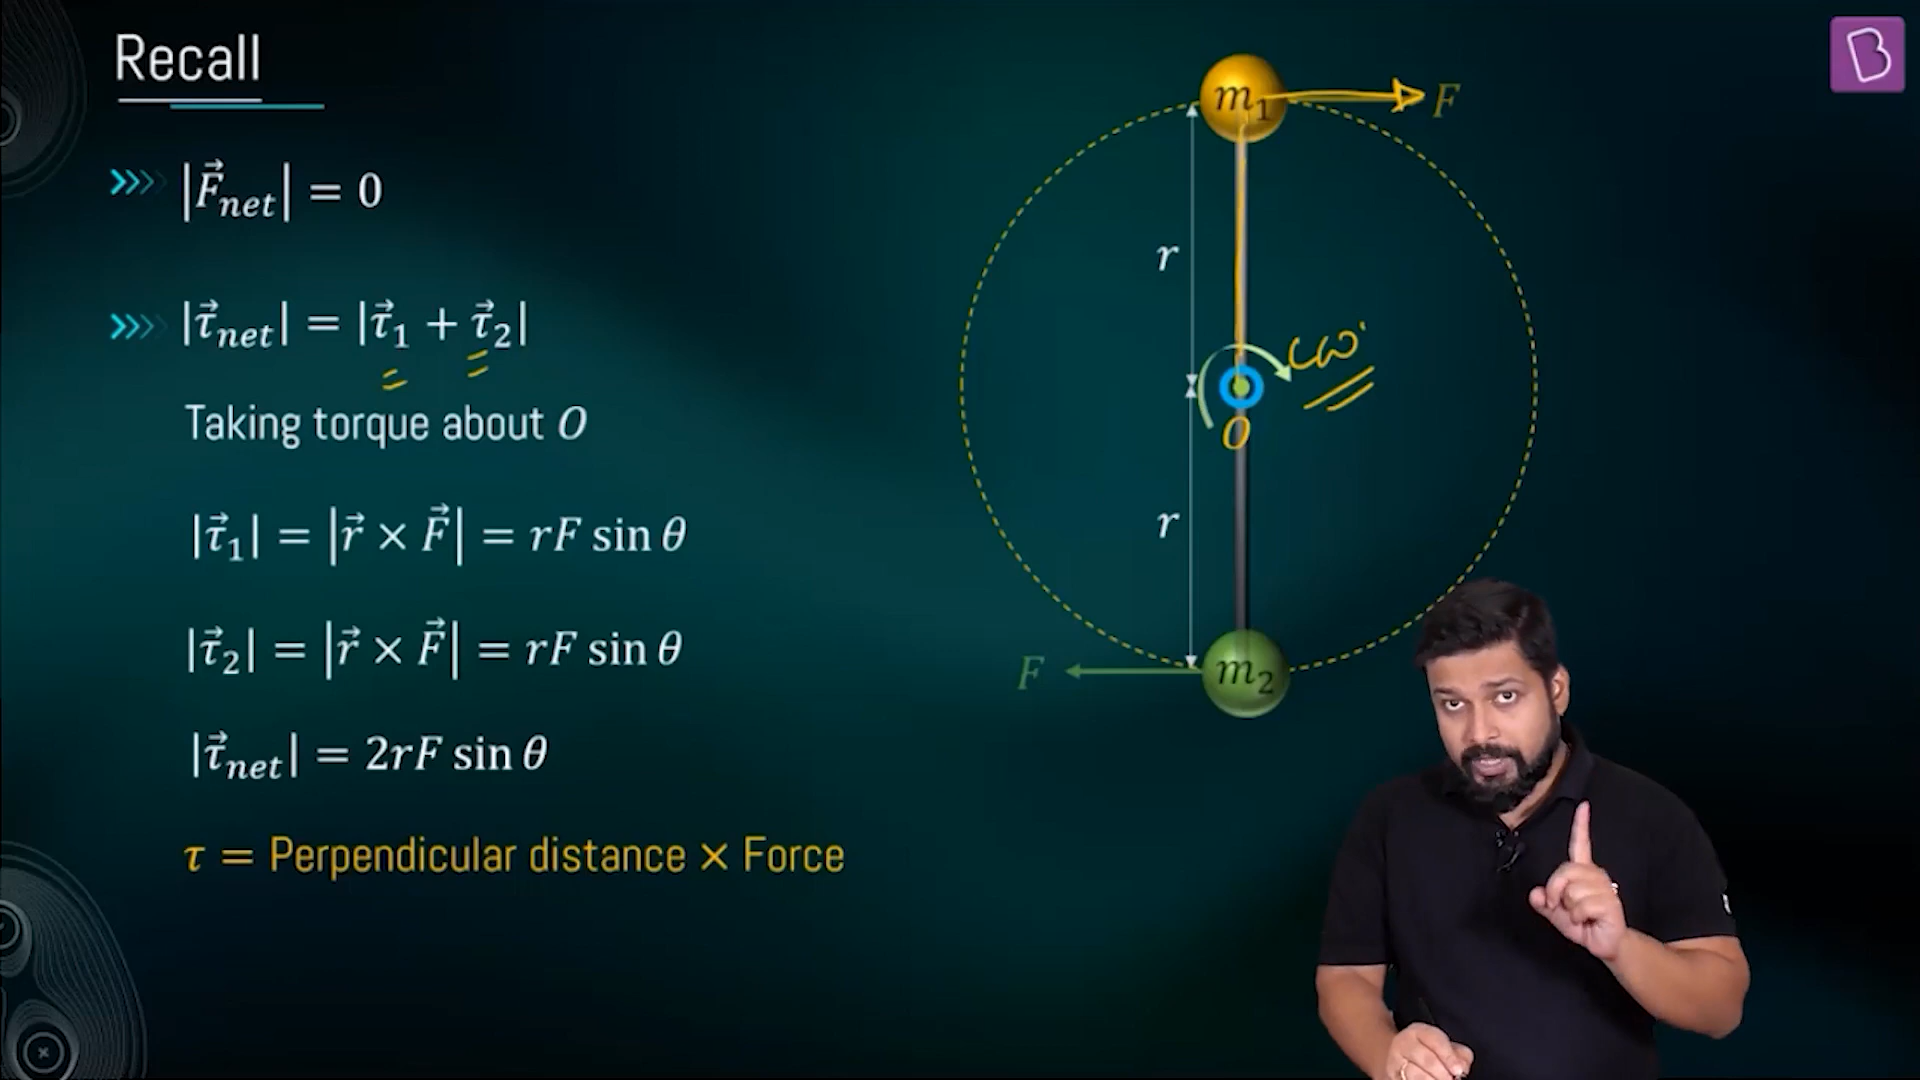 Recall
|F⃗net| = 0
|τ⃗net| = |τ⃗1 + τ⃗2|
Taking torque about O
|τ⃗1| = |r⃗ × F⃗| = rF sin θ
|τ⃗2| = |r⃗ × F⃗| = rF sin θ
|τ⃗net| = 2rF sin θ
τ = Perpendicular distance × Force
m1
F
r
O
r
F
m2
B